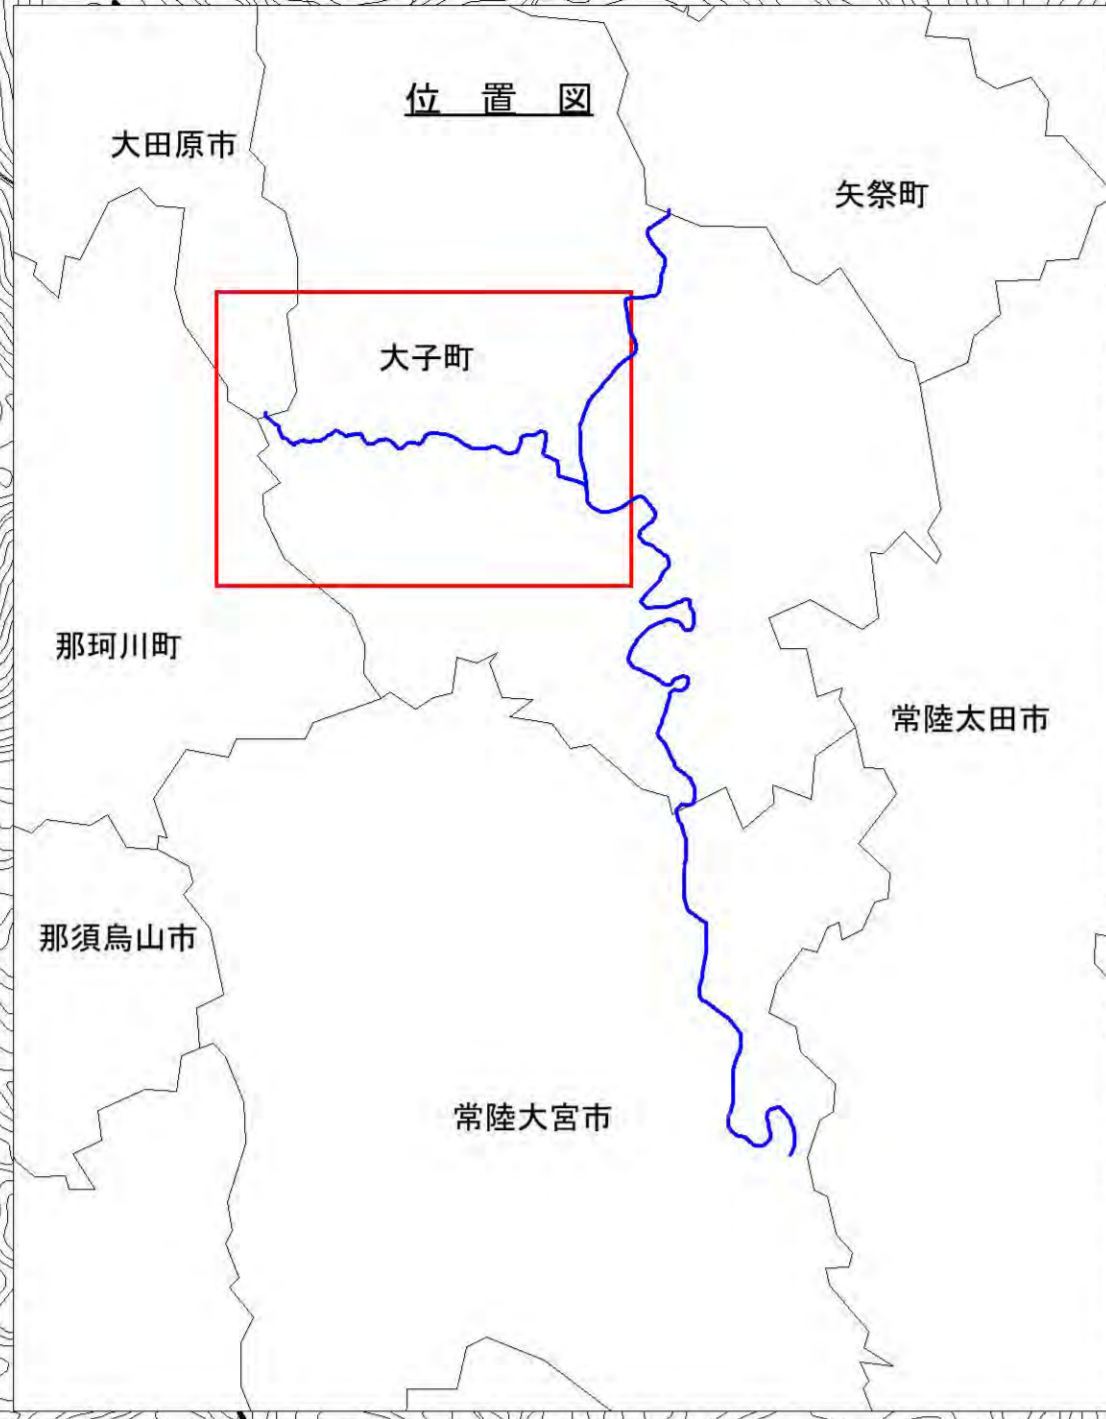 位 置 図
大田原市
矢祭町
大子町
那珂川町
常陸太田市
那須烏山市
常陸大宮市